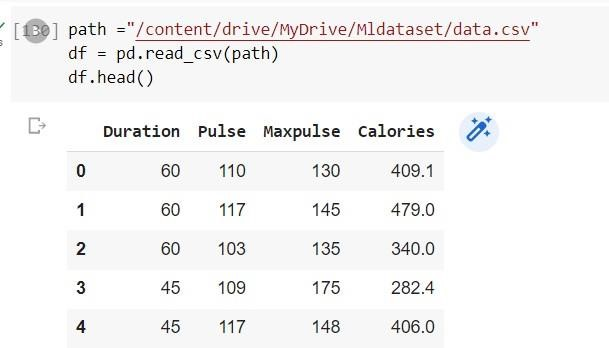 [130] path ="/content/drive/MyDrive/Mldataset/data.csv"
df = pd.read_csv(path)
df.head()
Duration Pulse Maxpulse Calories
0 60 110 130 409.1
1 60 117 145 479.0
2 60 103 135 340.0
3 45 109 175 282.4
4 45 117 148 406.0